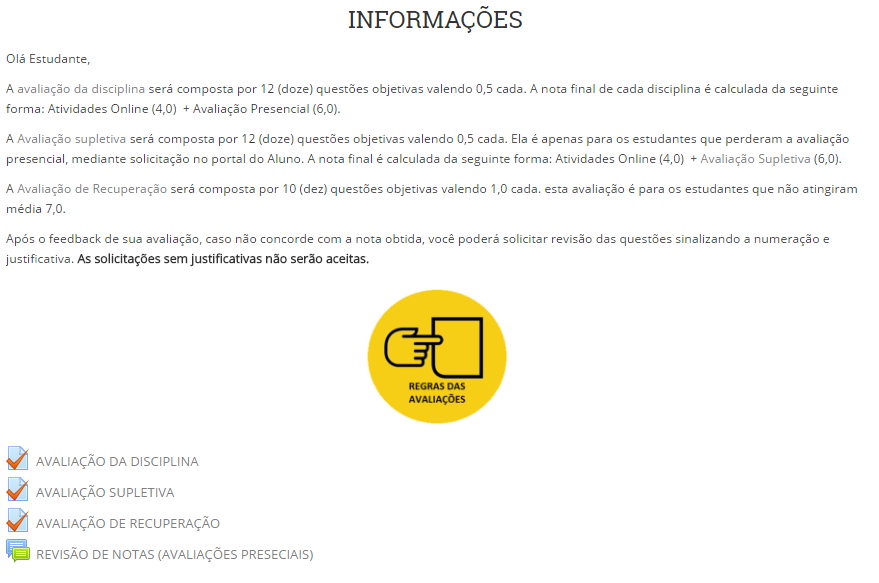 INFORMAÇÕES
Olá Estudante,
A avaliação da disciplina será composta por 12 (doze) questões objetivas valendo 0,5 cada. A nota final de cada disciplina é calculada da seguinte
forma: Atividades Online (4,0)  + Avaliação Presencial (6,0).
A Avaliação supletiva será composta por 12 (doze) questões objetivas valendo 0,5 cada. Ela é apenas para os estudantes que perderam a avaliação
presencial, mediante solicitação no portal do Aluno. A nota final é calculada da seguinte forma: Atividades Online (4,0)  + Avaliação Supletiva (6,0).
A Avaliação de Recuperação será composta por 10 (dez) questões objetivas valendo 1,0 cada. esta avaliação é para os estudantes que não atingiram
média 7,0.
Após o feedback de sua avaliação, caso não concorde com a nota obtida, você poderá solicitar revisão das questões sinalizando a numeração e
justificativa. As solicitações sem justificativas não serão aceitas.
REGRAS DAS
AVALIAÇÕES
AVALIAÇÃO DA DISCIPLINA
AVALIAÇÃO SUPLETIVA
AVALIAÇÃO DE RECUPERAÇÃO
REVISÃO DE NOTAS (AVALIAÇÕES PRESECIAIS)